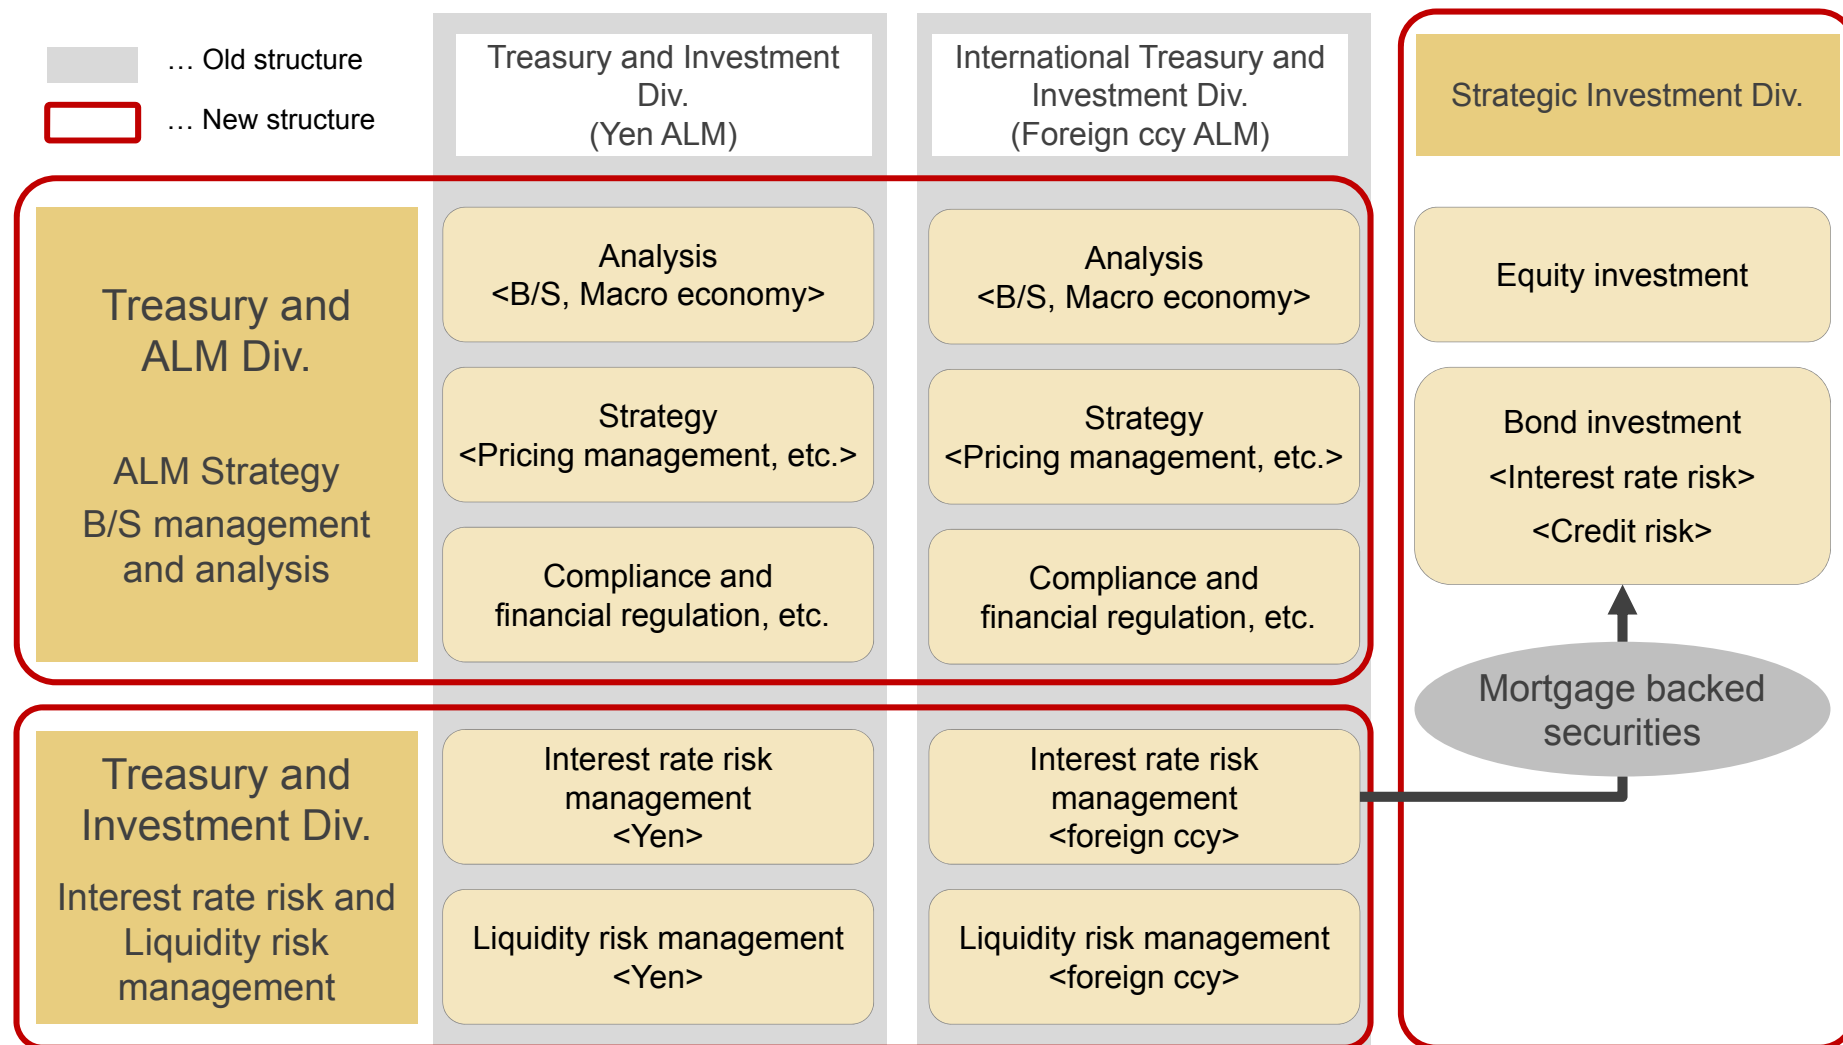 … Old structure
… New structure
Treasury and Investment
Div.
(Yen ALM)
International Treasury and
Investment Div.
(Foreign ccy ALM)
Strategic Investment Div.
Treasury and
ALM Div.
ALM Strategy
B/S management
and analysis
Analysis
<B/S, Macro economy>
Analysis
<B/S, Macro economy>
Equity investment
Strategy
<Pricing management, etc.>
Strategy
<Pricing management, etc.>
Bond investment
<Interest rate risk>
<Credit risk>
Compliance and
financial regulation, etc.
Compliance and
financial regulation, etc.
Mortgage backed
securities
Treasury and
Investment Div.
Interest rate risk and
Liquidity risk
management
Interest rate risk
management
<Yen>
Interest rate risk
management
<foreign ccy>
Liquidity risk management
<Yen>
Liquidity risk management
<foreign ccy>